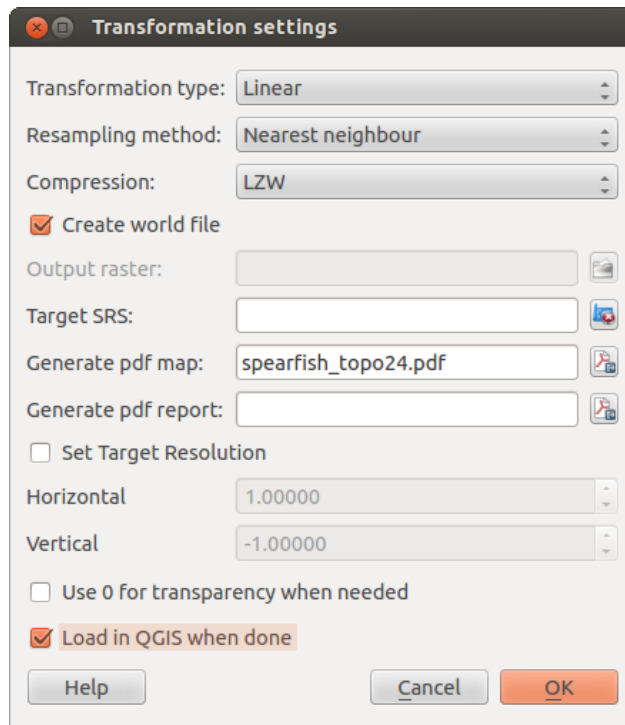 Transformation settings
Transformation type: Linear
Resampling method: Nearest neighbour
Compression: LZW
Create world file
Output raster:
Target SRS:
Generate pdf map: spearfish_topo24.pdf
Generate pdf report:
Set Target Resolution
Horizontal 1.00000
Vertical -1.00000
Use 0 for transparency when needed
Load in QGIS when done
Help Cancel OK